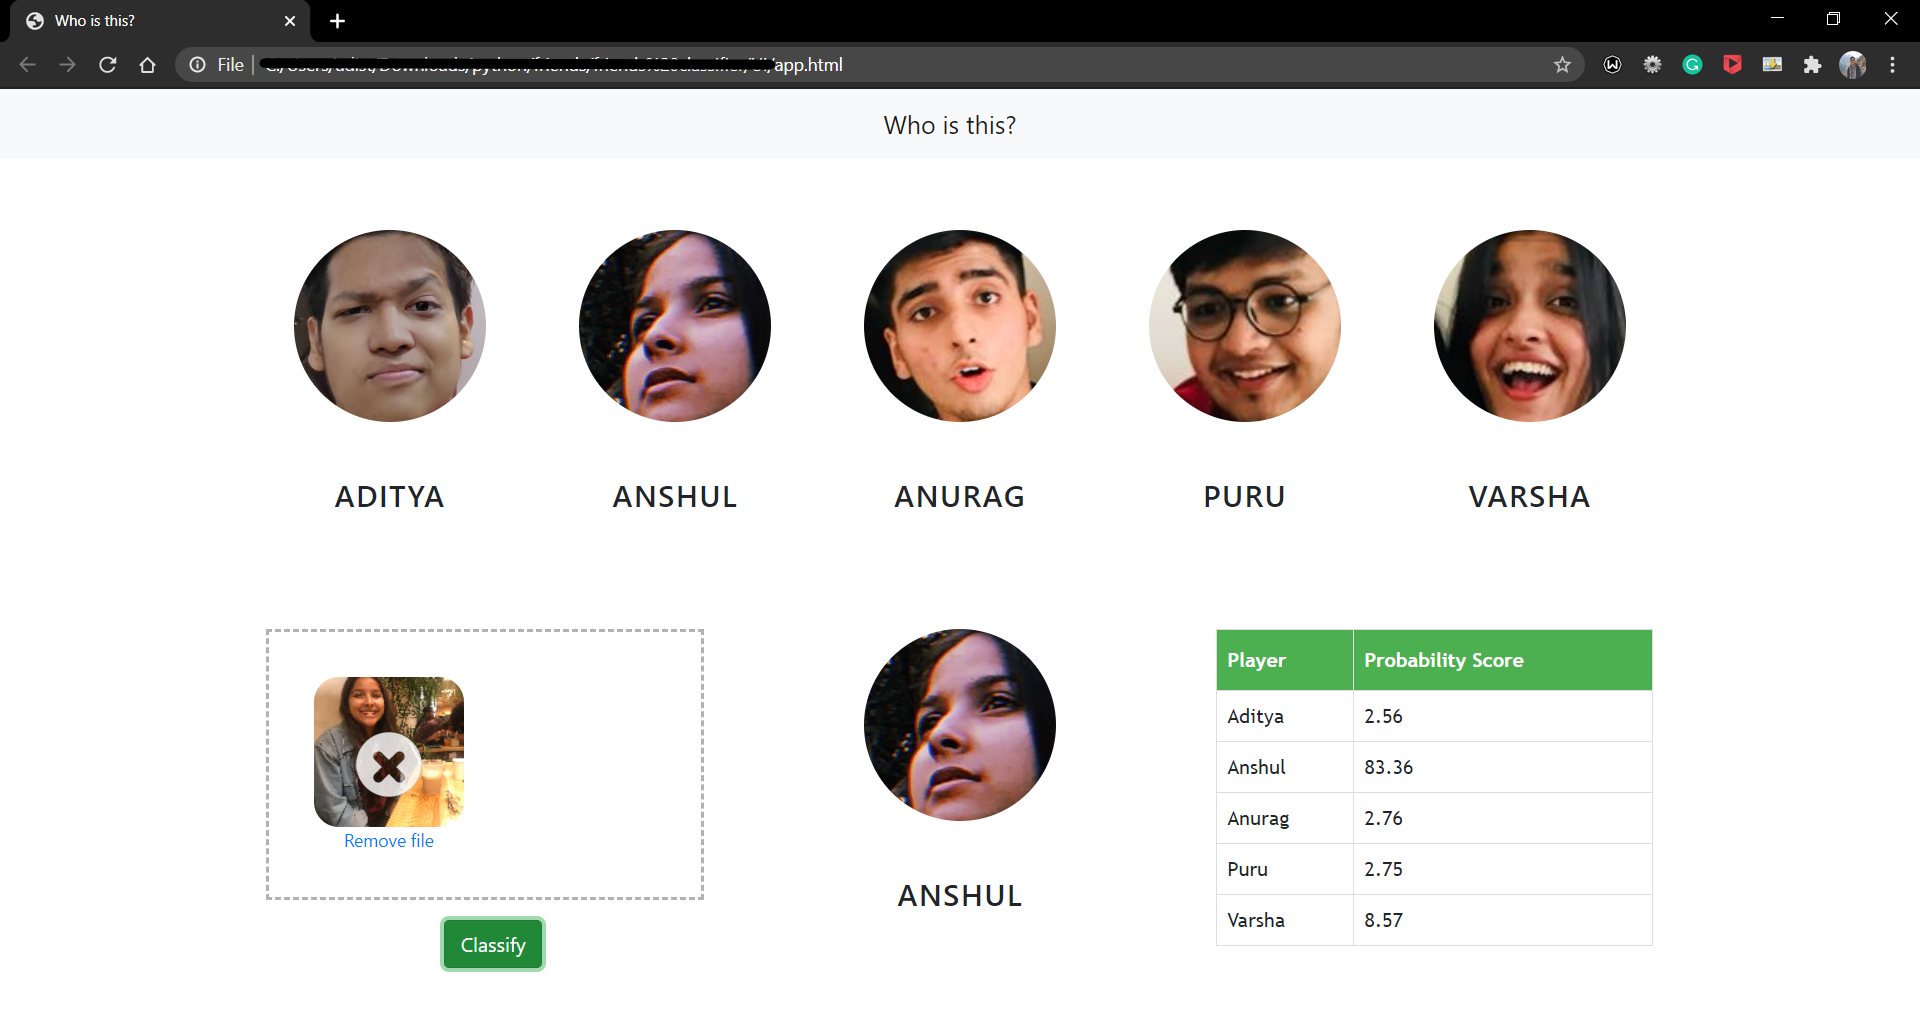 Who is this?
File
app.html
Who is this?
ADITYA ANSHUL ANURAG PURU VARSHA
Remove file
Classify
ANSHUL
Player Probability Score
Aditya 2.56
Anshul 83.36
Anurag 2.76
Puru 2.75
Varsha 8.57